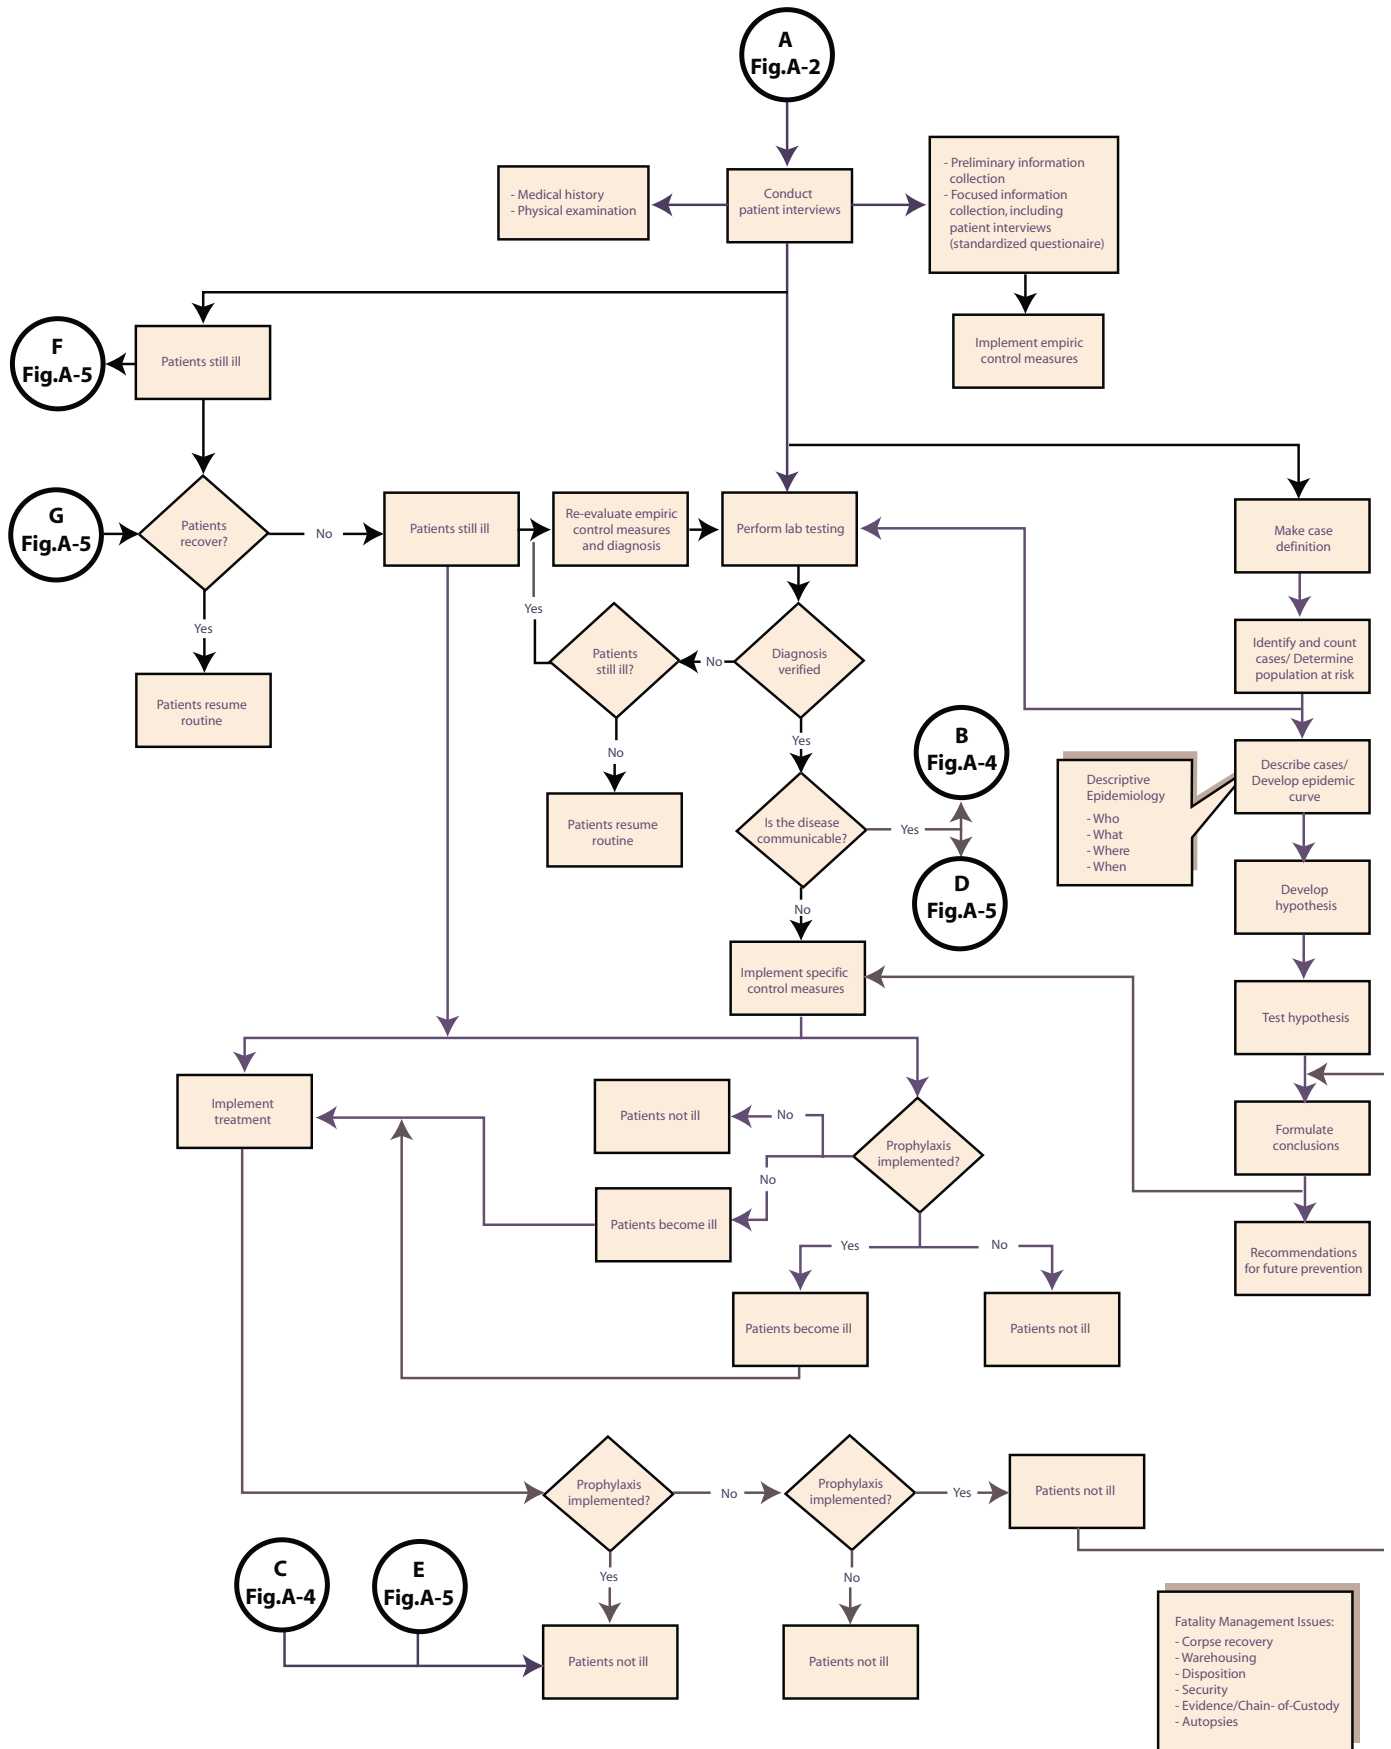 A
Fig.A-2
- Medical history
- Physical examination
Conduct
patient interviews
- Preliminary information
collection
- Focused information
collection, including
patient interviews
(standardized questionaire)
Implement empiric
control measures
F
Fig.A-5
Patients still ill
G
Fig.A-5
Patients
recover?
No
Patients still ill
Re-evaluate empiric
control measures
and diagnosis
Perform lab testing
Make case
definition
Yes
Patients resume
routine
Yes
Patients
still ill?
No
Diagnosis
verified
Identify and count
cases/ Determine
population at risk
No
Patients resume
routine
Yes
Is the disease
communicable?
Yes
B
Fig.A-4
D
Fig.A-5
Descriptive
Epidemiology
- Who
- What
- Where
- When
Describe cases/
Develop epidemic
curve
Develop
hypothesis
No
Implement specific
control measures
Test hypothesis
Implement
treatment
Patients not ill
No
Prophylaxis
implemented?
No
Patients become ill
Formulate
conclusions
Yes
No
Recommendations
for future prevention
Patients become ill
Patients not ill
Prophylaxis
implemented?
No
Prophylaxis
implemented?
Yes
Patients not ill
C
Fig.A-4
E
Fig.A-5
Yes
No
Patients not ill
Patients not ill
Fatality Management Issues:
- Corpse recovery
- Warehousing
- Disposition
- Security
- Evidence/Chain- of-Custody
- Autopsies